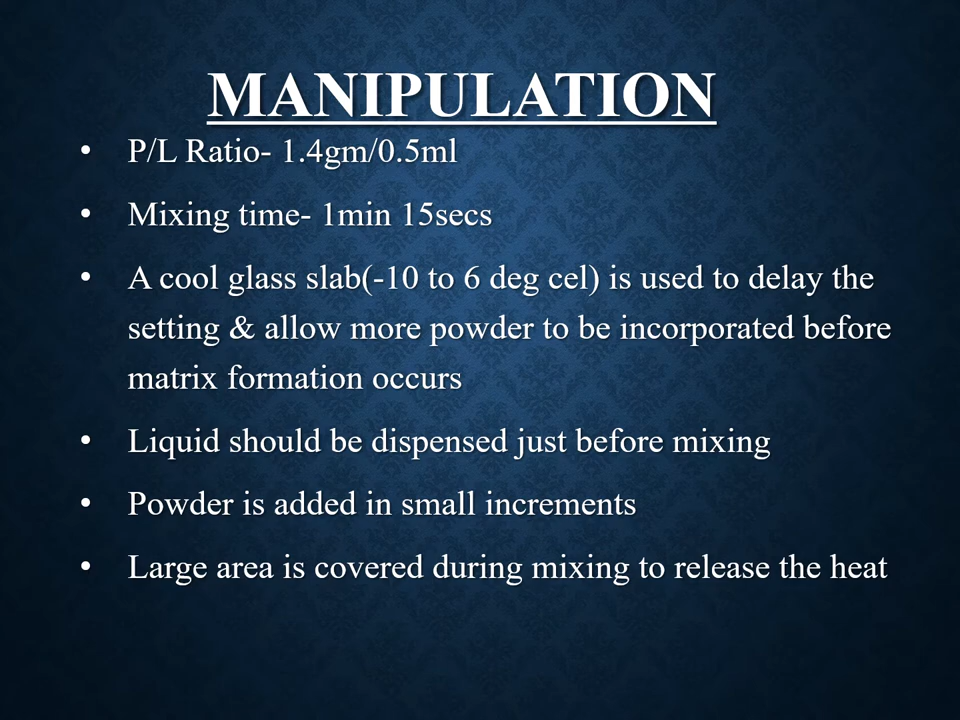 MANIPULATION
• P/L Ratio- 1.4gm/0.5ml
• Mixing time- 1min 15secs
• A cool glass slab(-10 to 6 deg cel) is used to delay the
setting & allow more powder to be incorporated before
matrix formation occurs
• Liquid should be dispensed just before mixing
• Powder is added in small increments
• Large area is covered during mixing to release the heat